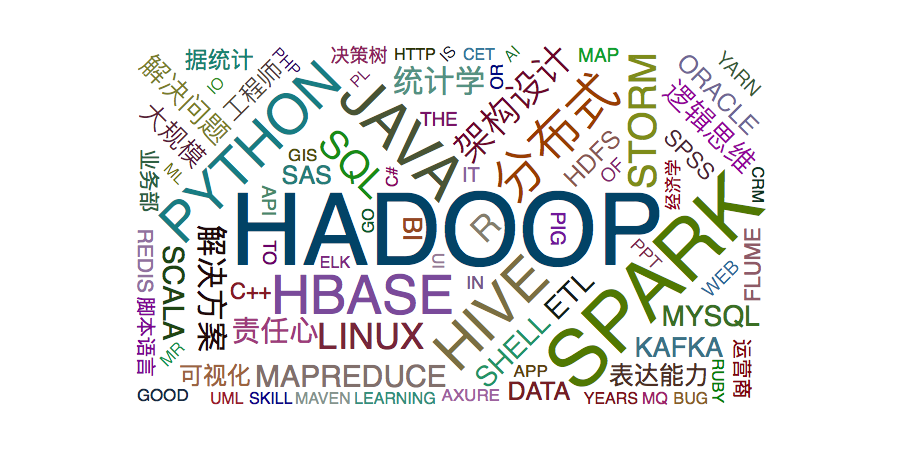 据统计
决策树
HTTP
IS
CET
OR
AI
MAP
PHP
IO
工程师
解决问题
大规模
PL
统计学
架构设计
分布式
STORM
ORACLE
YARN
逻辑思维
PYTHON
JAVA
THE
SQL
GIS
SAS
C#
IT
HDFS
OF
SPSS
经济学
CRM
业务部
ML
API
GO
HADOOP
BI
R
PIG
SPARK
PPT
WEB
FLUME
REDIS
SCALA
解决方案
TO
ELK
UI
IN
C++
HBASE
HIVE
ETL
MYSQL
脚本语言
MR
责任心
LINUX
SHELL
KAFKA
运营商
可视化
MAPREDUCE
APP
DATA
表达能力
RUBY
GOOD
UML
SKILL
MAVEN
LEARNING
AXURE
YEARS
MQ
BUG